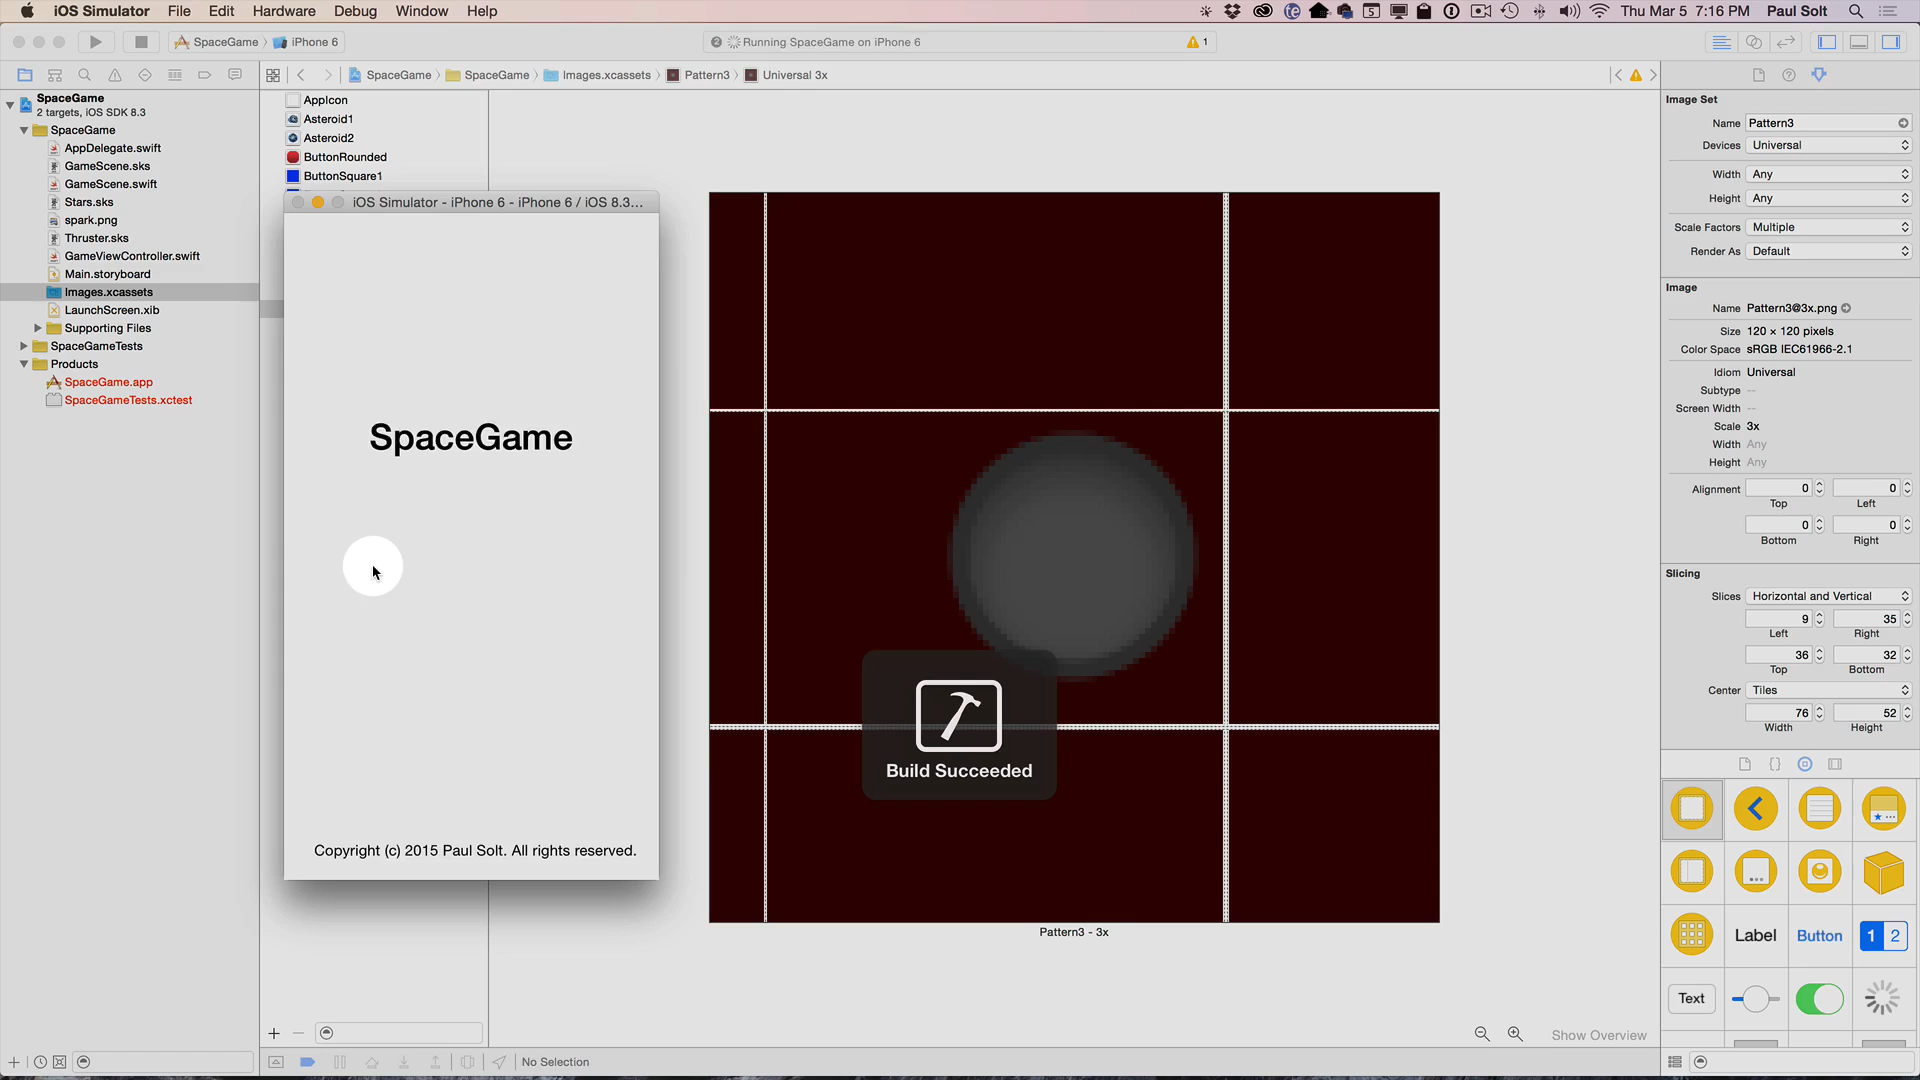 iOS Simulator File Edit Hardware Debug Window Help
5 Thu Mar 5 7:16 PM Paul Solt
SpaceGame iPhone 6
2 Running SpaceGame on iPhone 6
1
SpaceGame SpaceGame Images.xcassets Pattern3 Universal 3x
SpaceGame
2 targets, iOS SDK 8.3
SpaceGame
AppDelegate.swift
GameScene.sks
GameScene.swift
Stars.sks
spark.png
Thruster.sks
GameViewController.swift
Main.storyboard
Images.xcassets
LaunchScreen.xib
Supporting Files
SpaceGameTests
Products
SpaceGame.app
SpaceGameTests.xctest
AppIcon
Asteroid1
Asteroid2
ButtonRounded
ButtonSquare1
iOS Simulator - iPhone 6 - iPhone 6 / iOS 8.3...
SpaceGame
Copyright (c) 2015 Paul Solt. All rights reserved.
Build Succeeded
Pattern3 - 3x
Show Overview
No Selection
Image Set
Name Pattern3
Devices Universal
Width Any
Height Any
Scale Factors Multiple
Render As Default
Image
Name Pattern3@3x.png
Size 120 × 120 pixels
Color Space sRGB IEC61966-2.1
Idiom Universal
Subtype --
Screen Width --
Scale 3x
Width Any
Height Any
Alignment 0 0
Top Left
0 0
Bottom Right
Slicing
Slices Horizontal and Vertical
9 35
Left Right
36 32
Top Bottom
Center Tiles
76 52
Width Height
Label Button 1 2
Text